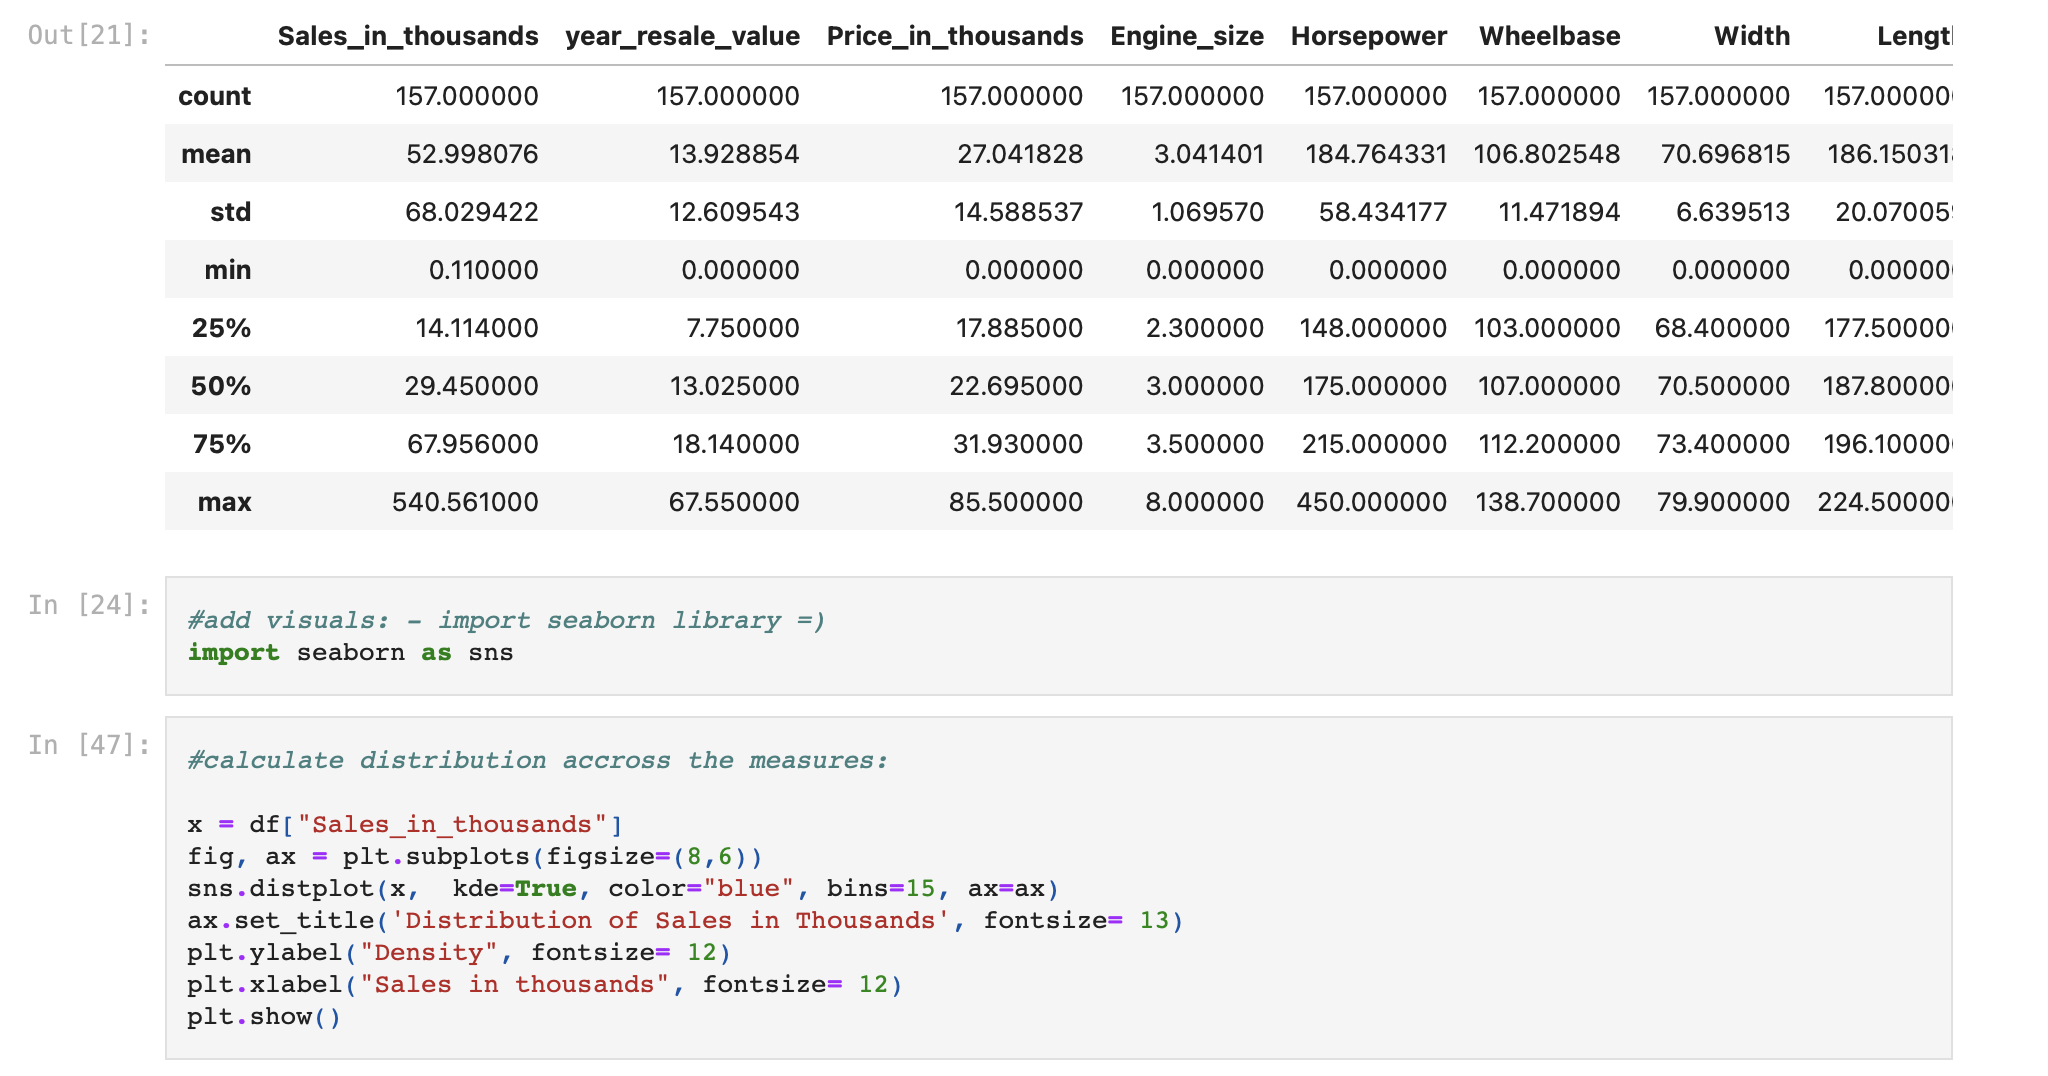 Out[21]: Sales_in_thousands year_resale_value Price_in_thousands Engine_size Horsepower Wheelbase Width Lengt
count 157.000000 157.000000 157.000000 157.000000 157.000000 157.000000 157.000000 157.00000
mean 52.998076 13.928854 27.041828 3.041401 184.764331 106.802548 70.696815 186.15031
std 68.029422 12.609543 14.588537 1.069570 58.434177 11.471894 6.639513 20.07005
min 0.110000 0.000000 0.000000 0.000000 0.000000 0.000000 0.000000 0.00000
25% 14.114000 7.750000 17.885000 2.300000 148.000000 103.000000 68.400000 177.50000
50% 29.450000 13.025000 22.695000 3.000000 175.000000 107.000000 70.500000 187.80000
75% 67.956000 18.140000 31.930000 3.500000 215.000000 112.200000 73.400000 196.10000
max 540.561000 67.550000 85.500000 8.000000 450.000000 138.700000 79.900000 224.50000
In [24]:
#add visuals: - import seaborn library =)
import seaborn as sns
In [47]:
#calculate distribution accross the measures:
x = df["Sales_in_thousands"]
fig, ax = plt.subplots(figsize=(8,6))
sns.distplot(x,  kde=True, color="blue", bins=15, ax=ax)
ax.set_title('Distribution of Sales in Thousands', fontsize= 13)
plt.ylabel("Density", fontsize= 12)
plt.xlabel("Sales in thousands", fontsize= 12)
plt.show()